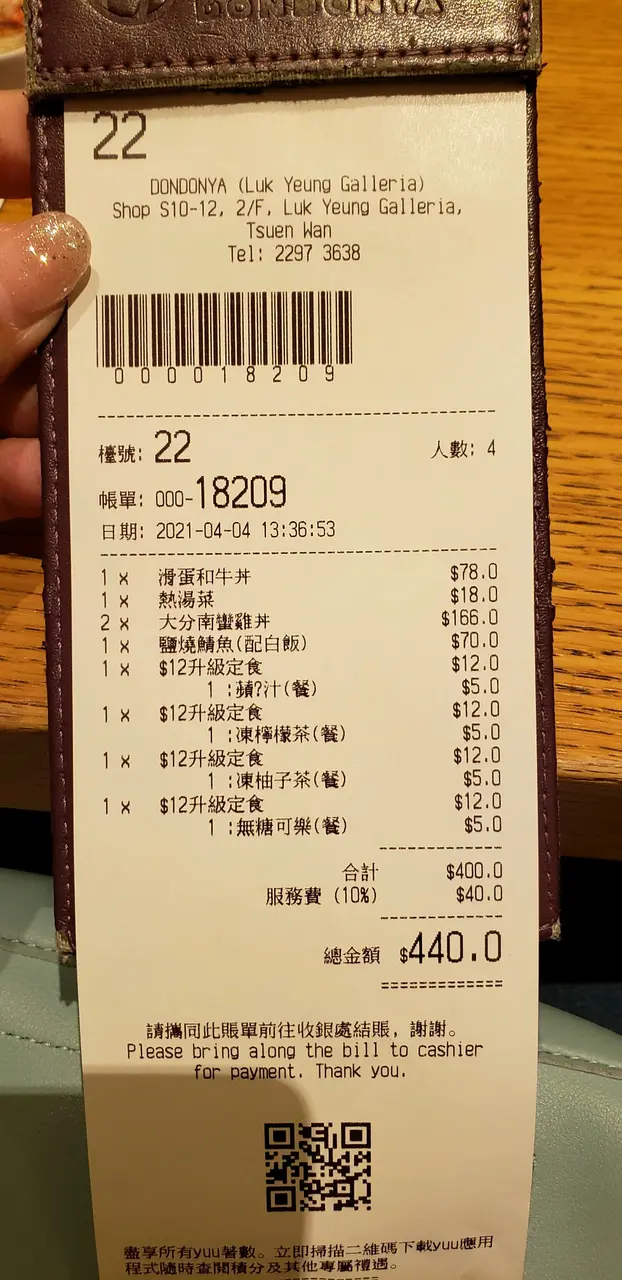 DONDONYA
22
DONDONYA (Luk Yeung Galleria)
Shop S10-12, 2/F, Luk Yeung Galleria,
Tsuen Wan
Tel: 2297 3638
000018209
檯號: 22 人數: 4
帳單: 000-18209
日期: 2021-04-04 13:36:53
1 x 滑蛋和牛丼 $78.0
1 x 熱湯菜 $18.0
2 x 大分南蠻雞丼 $166.0
1 x 鹽燒鯖魚(配白飯) $70.0
1 x $12升級定食 $12.0
1 :蘋?汁(餐) $5.0
1 x $12升級定食 $12.0
1 :凍檸檬茶(餐) $5.0
1 x $12升級定食 $12.0
1 :凍柚子茶(餐) $5.0
1 x $12升級定食 $12.0
1 :無糖可樂(餐) $5.0
合計 $400.0
服務費 (10%) $40.0
總金額 $440.0
請攜同此賬單前往收銀處結賬, 謝謝。
Please bring along the bill to cashier
for payment. Thank you.
盡享所有yuu著數。立即掃描二維碼下載yuu應用
程式隨時查閱積分及其他專屬禮遇。